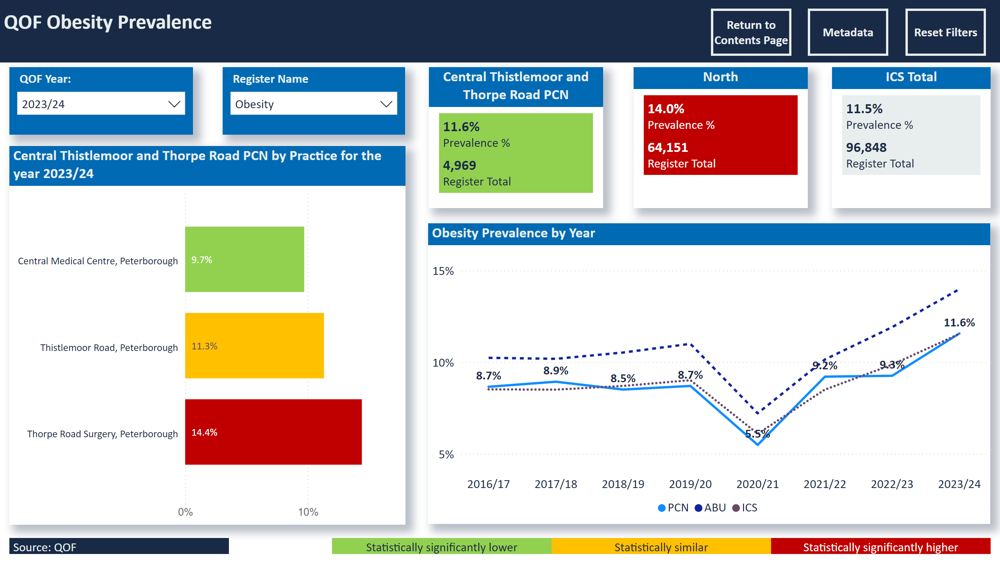 QOF Obesity Prevalence
Return to
Contents Page
Metadata
Reset Filters
QOF Year:
2023/24
Register Name
Obesity
Central Thistlemoor and
Thorpe Road PCN
11.6%
Prevalence %
4,969
Register Total
North
14.0%
Prevalence %
64,151
Register Total
ICS Total
11.5%
Prevalence %
96,848
Register Total
Central Thistlemoor and Thorpe Road PCN by Practice for the
year 2023/24
Central Medical Centre, Peterborough
9.7%
Thistlemoor Road, Peterborough
11.3%
Thorpe Road Surgery, Peterborough
14.4%
0%
10%
Obesity Prevalence by Year
15%
10%
5%
8.7%
8.9%
8.5%
8.7%
5.5%
9.2%
9.3%
11.6%
2016/17
2017/18
2018/19
2019/20
2020/21
2021/22
2022/23
2023/24
PCN
ABU
ICS
Source: QOF
Statistically significantly lower
Statistically similar
Statistically significantly higher